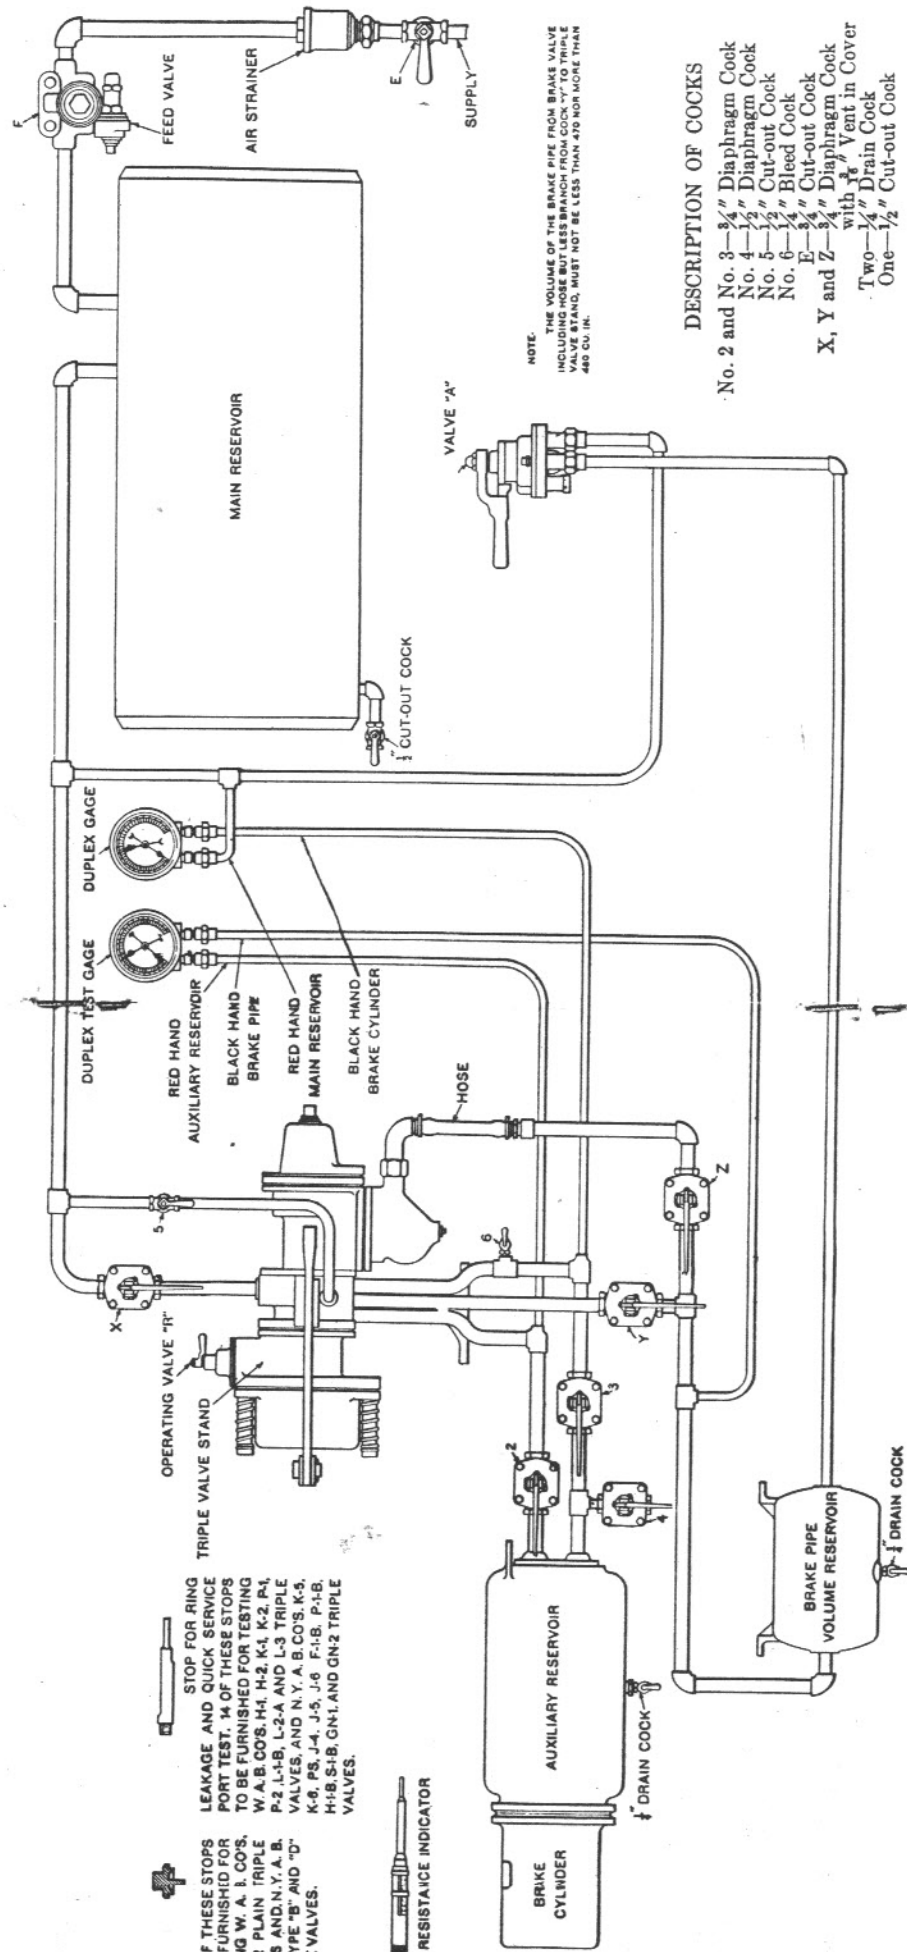 F
FEED VALVE
AIR STRAINER
E
SUPPLY
MAIN RESERVOIR
1/2" CUT-OUT COCK
NOTE-
THE VOLUME OF THE BRAKE PIPE FROM BRAKE VALVE
INCLUDING HOSE BUT LESS BRANCH FROM COCK "Y" TO TRIPLE
VALVE STAND, MUST NOT BE LESS THAN 470 NOR MORE THAN
480 CU. IN.
VALVE "A"
DESCRIPTION OF COCKS
No. 2 and No. 3—3/4" Diaphragm Cock
No. 4—1/2" Diaphragm Cock
No. 5—1/2" Cut-out Cock
No. 6—1/4" Bleed Cock
E—3/4" Cut-out Cock
X, Y and Z—3/4" Diaphragm Cock
with 3/16" Vent in Cover
Two—1/4" Drain Cock
One—1/2" Cut-out Cock
DUPLEX TEST GAGE
DUPLEX GAGE
RED HAND
AUXILIARY RESERVOIR
BLACK HAND
BRAKE PIPE
RED HAND
MAIN RESERVOIR
BLACK HAND
BRAKE CYLINDER
HOSE
5
X
6
Z
Y
OPERATING VALVE "R"
TRIPLE VALVE STAND
2
3
4
STOP FOR RING
LEAKAGE AND QUICK SERVICE
PORT TEST. 14 OF THESE STOPS
TO BE FURNISHED FOR TESTING
W. A. B. CO'S. H-1, H-2, K-1, K-2, P-1,
P-2, L-1-B, L-2-A AND L-3 TRIPLE
VALVES, AND N. Y. A. B. CO'S. K-5,
K-6, PS, J-4, J-5, J-6 F-1-B, P-1-B,
H-1-B, S-1-B, GN-1, AND GN-2 TRIPLE
VALVES.
F THESE STOPS
FURNISHED FOR
NG W. A. B. CO'S,
PLAIN TRIPLE
S AND N. Y. A. B.
YPE "B" AND "D"
VALVES.
RESISTANCE INDICATOR
BRAKE
CYLINDER
AUXILIARY RESERVOIR
1/4" DRAIN COCK
BRAKE PIPE
VOLUME RESERVOIR
1/4" DRAIN COCK